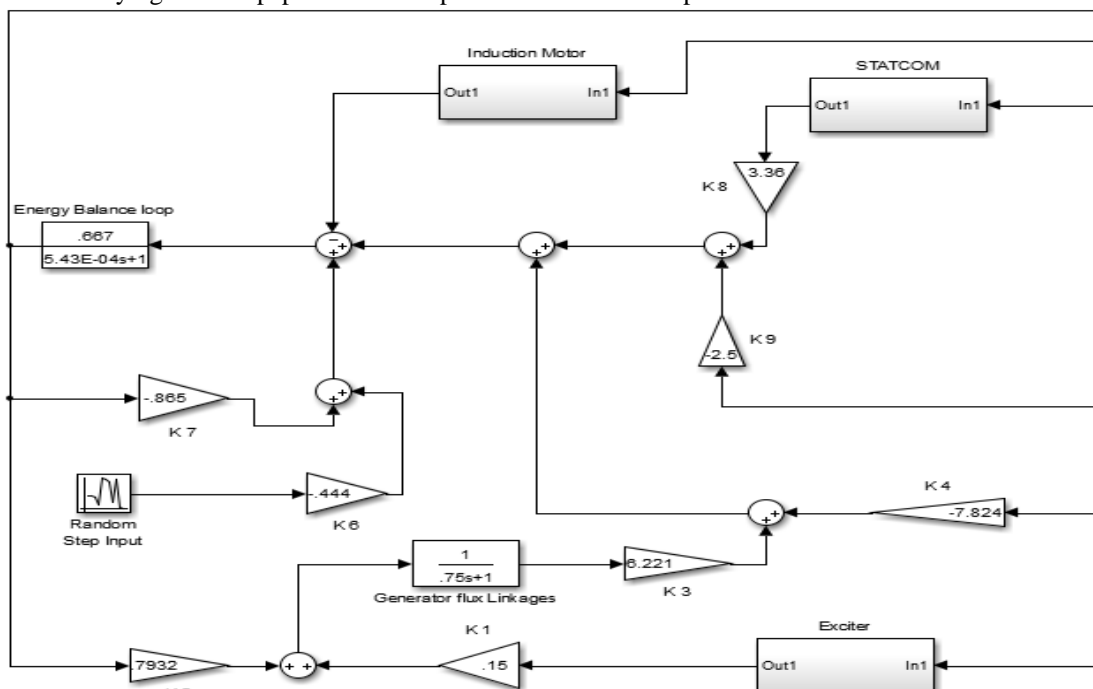 Induction Motor
Out1
In1
STATCOM
Out1
In1
K 8
3.36
Energy Balance loop
.667
5.43E-04s+1
-
+
+
+
+
+
+
K 9
-2.5
-.865
K 7
+
+
-.444
K 6
Random
Step Input
K 4
-7.824
+
+
1
.75s+1
Generator flux Linkages
6.221
K 3
K 1
Exciter
.7932
+ +
.15
Out1
In1